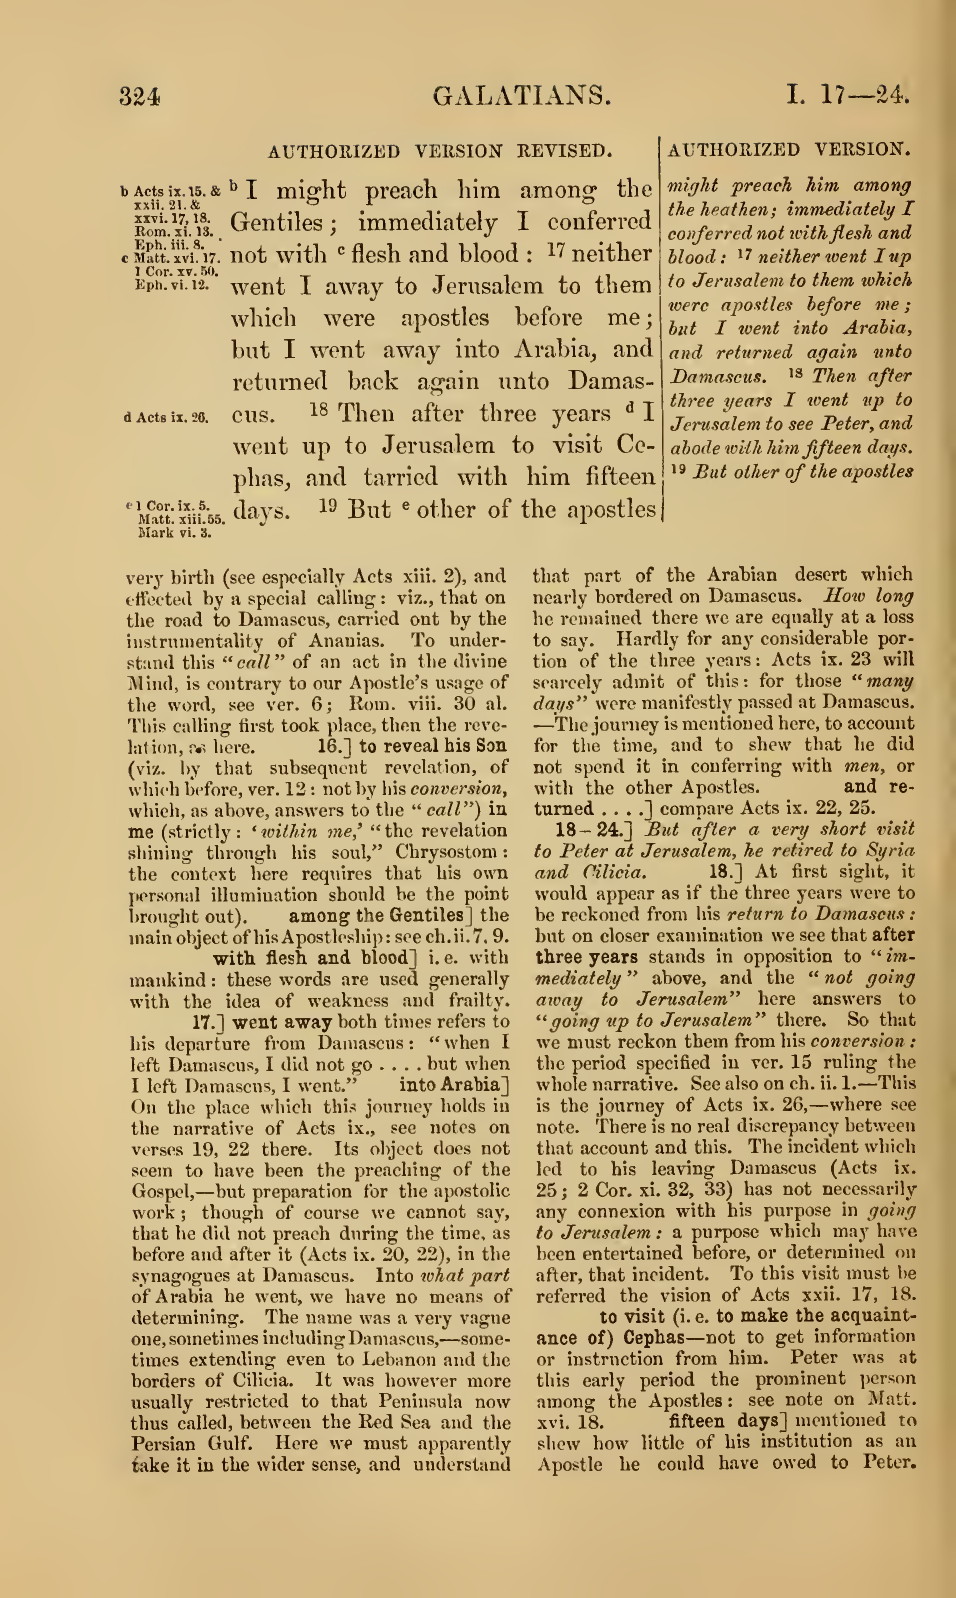 324 GALATIANS. I. 17—24.
AUTHORIZED VERSION REVISED.
b Acts ix. 15. &
xxii. 21. &
xxvi. 17, 18.
Rom. xi. 13.
Eph. iii. 8.
c Matt. xvi. 17.
1 Cor. xv. 50.
Eph. vi. 12.
d Acts ix. 26.
e 1 Cor. ix. 5.
Matt. xiii. 55.
Mark vi. 3.
b I might preach him among the
Gentiles; immediately I conferred
not with c flesh and blood: 17 neither
went I away to Jerusalem to them
which were apostles before me;
but I went away into Arabia, and
returned back again unto Damas-
cus. 18 Then after three years d I
went up to Jerusalem to visit Ce-
phas, and tarried with him fifteen
days. 19 But e other of the apostles
AUTHORIZED VERSION.
might preach him among
the heathen; immediately I
conferred not with flesh and
blood: 17 neither went I up
to Jerusalem to them which
were apostles before me;
but I went into Arabia,
and returned again unto
Damascus. 18 Then after
three years I went up to
Jerusalem to see Peter, and
abode with him fifteen days.
19 But other of the apostles
very birth (see especially Acts xiii. 2), and
effected by a special calling: viz., that on
the road to Damascus, carried out by the
instrumentality of Ananias. To under-
stand this "call" of an act in the divine
Mind, is contrary to our Apostle's usage of
the word, see ver. 6; Rom. viii. 30 al.
This calling first took place, then the reve-
lation, as here. 16.] to reveal his Son
(viz. by that subsequent revelation, of
which before, ver. 12: not by his conversion,
which, as above, answers to the "call") in
me (strictly: 'within me,' "the revelation
shining through his soul," Chrysostom:
the context here requires that his own
personal illumination should be the point
brought out). among the Gentiles] the
main object of his Apostleship: see ch. ii. 7, 9.
with flesh and blood] i. e. with
mankind: these words are used generally
with the idea of weakness and frailty.
17.] went away both times refers to
his departure from Damascus: "when I
left Damascus, I did not go . . . . but when
I left Damascus, I went." into Arabia]
On the place which this journey holds in
the narrative of Acts ix., see notes on
verses 19, 22 there. Its object does not
seem to have been the preaching of the
Gospel,—but preparation for the apostolic
work; though of course we cannot say,
that he did not preach during the time, as
before and after it (Acts ix. 20, 22), in the
synagogues at Damascus. Into what part
of Arabia he went, we have no means of
determining. The name was a very vague
one, sometimes including Damascus,—some-
times extending even to Lebanon and the
borders of Cilicia. It was however more
usually restricted to that Peninsula now
thus called, between the Red Sea and the
Persian Gulf. Here we must apparently
take it in the wider sense, and understand
that part of the Arabian desert which
nearly bordered on Damascus. How long
he remained there we are equally at a loss
to say. Hardly for any considerable por-
tion of the three years: Acts ix. 23 will
scarcely admit of this: for those "many
days" were manifestly passed at Damascus.
—The journey is mentioned here, to account
for the time, and to shew that he did
not spend it in conferring with men, or
with the other Apostles. and re-
turned . . . .] compare Acts ix. 22, 25.
18-24.] But after a very short visit
to Peter at Jerusalem, he retired to Syria
and Cilicia. 18.] At first sight, it
would appear as if the three years were to
be reckoned from his return to Damascus:
but on closer examination we see that after
three years stands in opposition to "im-
mediately" above, and the "not going
away to Jerusalem" here answers to
"going up to Jerusalem" there. So that
we must reckon them from his conversion:
the period specified in ver. 15 ruling the
whole narrative. See also on ch. ii. 1.—This
is the journey of Acts ix. 26,—where see
note. There is no real discrepancy between
that account and this. The incident which
led to his leaving Damascus (Acts ix.
25; 2 Cor. xi. 32, 33) has not necessarily
any connexion with his purpose in going
to Jerusalem: a purpose which may have
been entertained before, or determined on
after, that incident. To this visit must be
referred the vision of Acts xxii. 17, 18.
to visit (i. e. to make the acquaint-
ance of) Cephas—not to get information
or instruction from him. Peter was at
this early period the prominent person
among the Apostles: see note on Matt.
xvi. 18. fifteen days] mentioned to
shew how little of his institution as an
Apostle he could have owed to Peter.